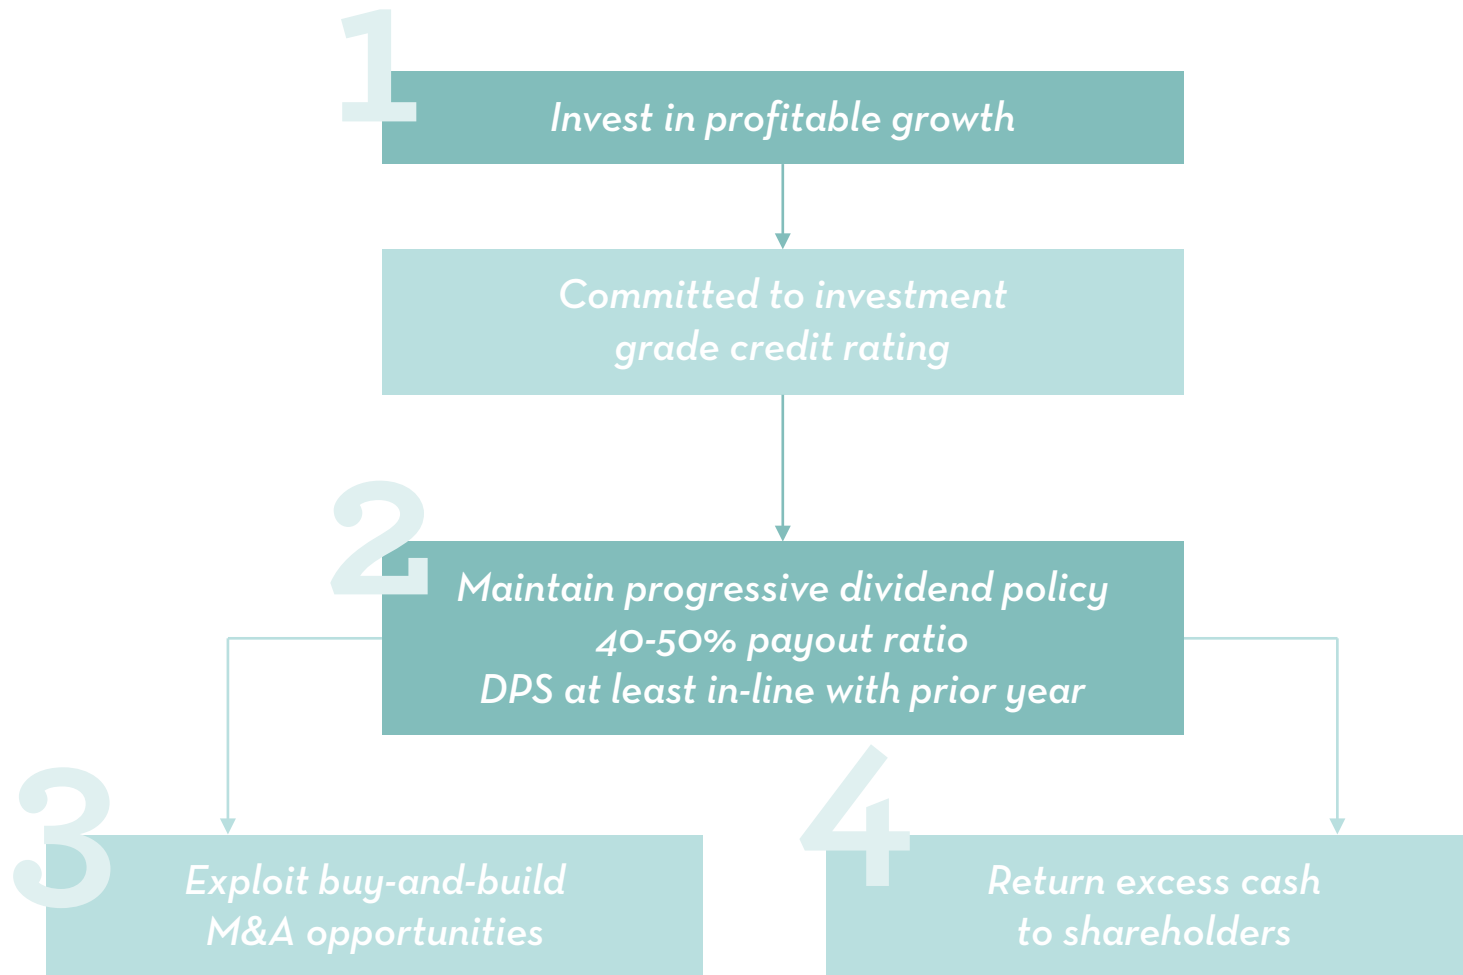 1
Invest in profitable growth
Committed to investment
grade credit rating
2
Maintain progressive dividend policy
40-50% payout ratio
DPS at least in-line with prior year
3
Exploit buy-and-build
M&A opportunities
4
Return excess cash
to shareholders